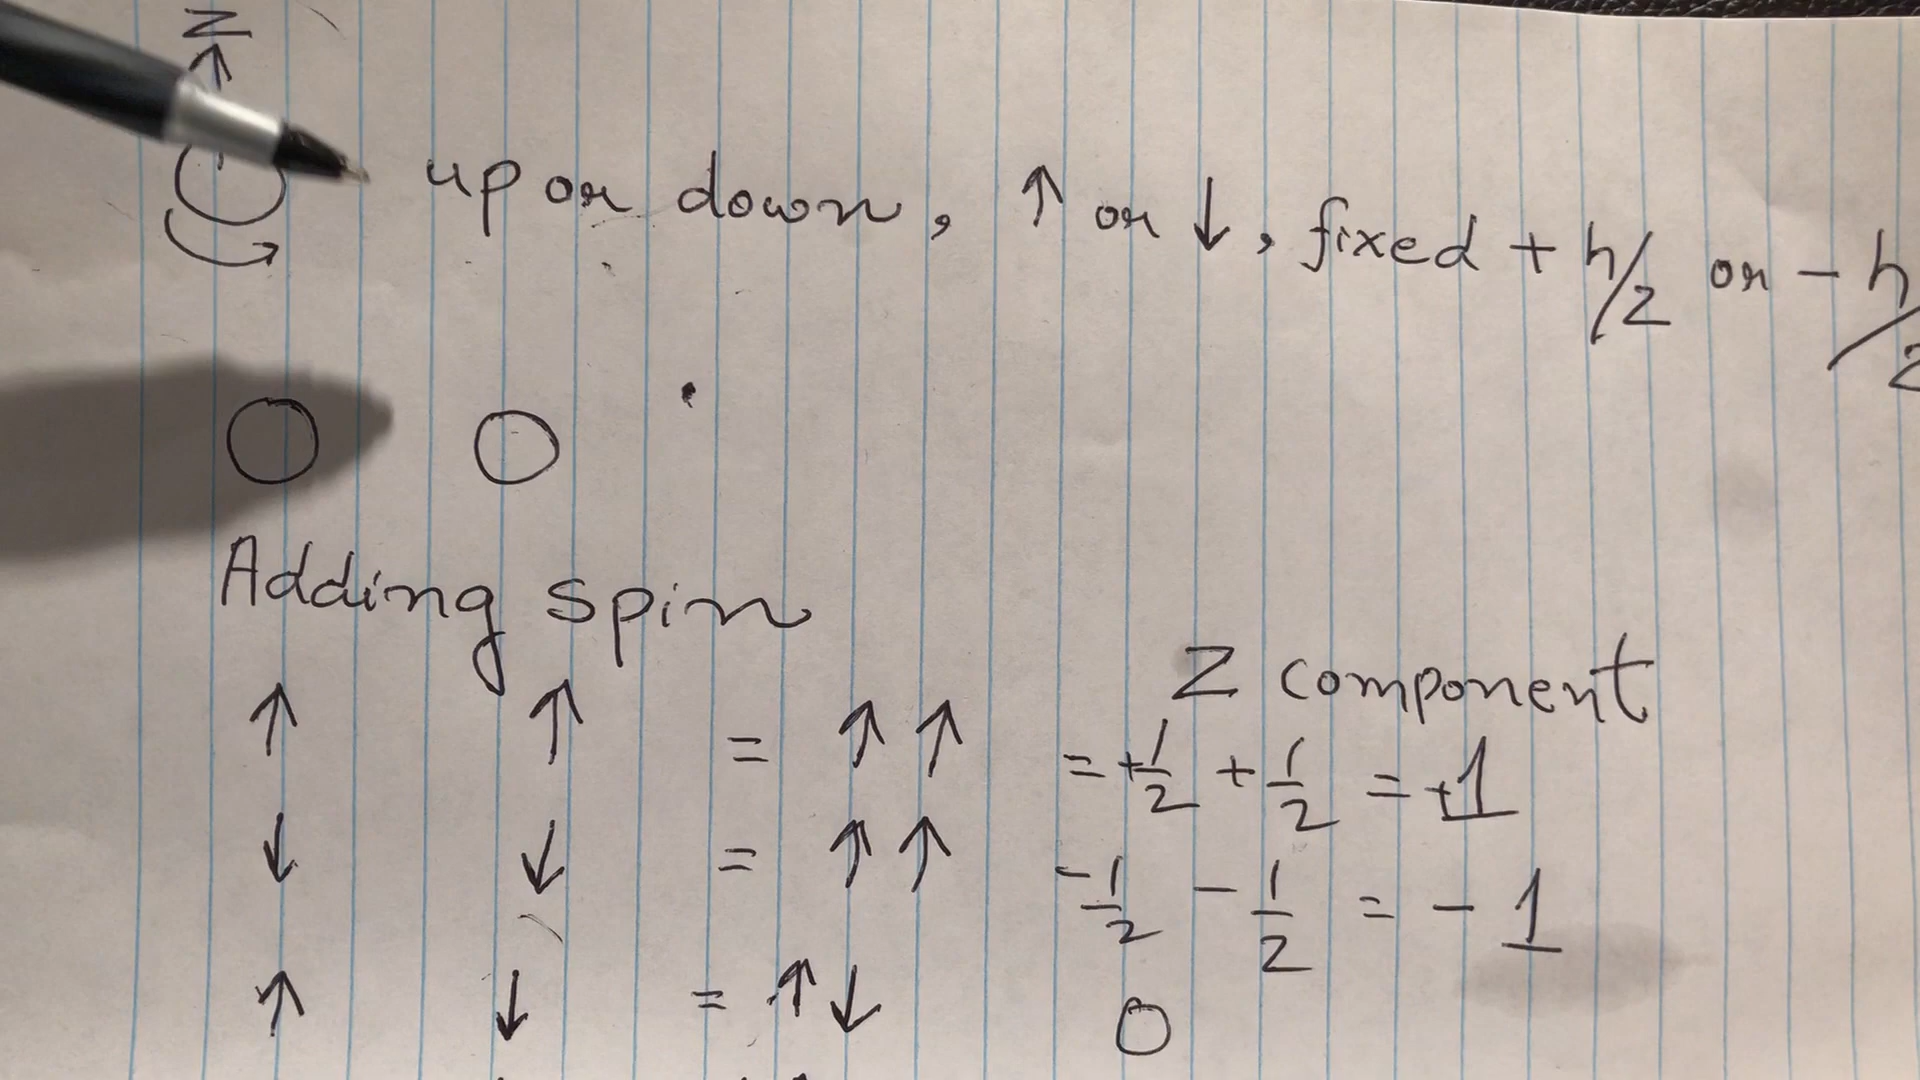 Z
up or down, ↑ or ↓, fixed + h/2 or - h/2
Adding spin
Z component
↑ ↑ = ↑ ↑ = +1/2 + 1/2 = +1
↓ ↓ = ↑ ↑ -1/2 - 1/2 = - 1
↑ ↓ = ↑ ↓ 0